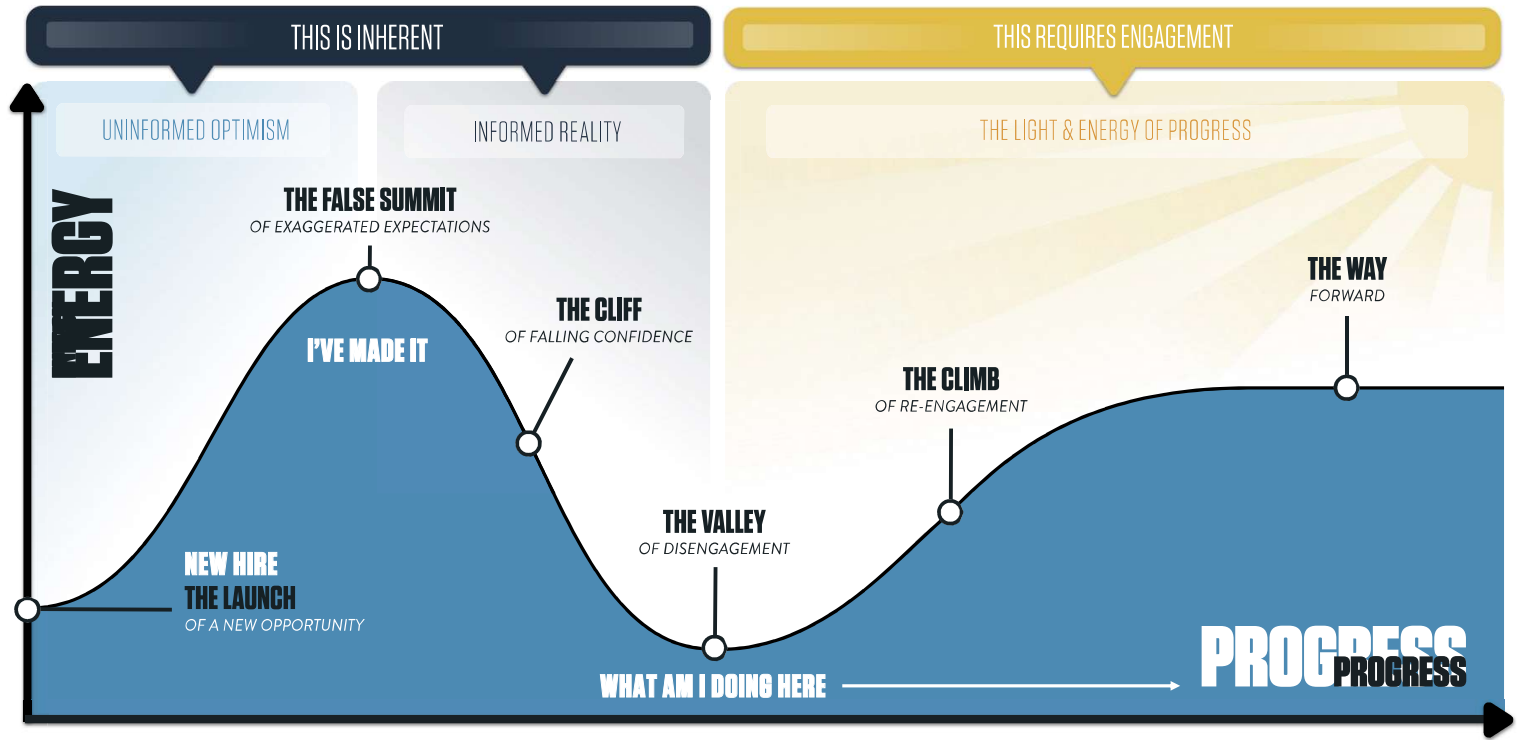 THIS IS INHERENT
THIS REQUIRES ENGAGEMENT
UNINFORMED OPTIMISM
INFORMED REALITY
THE LIGHT & ENERGY OF PROGRESS
ENERGY
THE FALSE SUMMIT
OF EXAGGERATED EXPECTATIONS
I'VE MADE IT
THE CLIFF
OF FALLING CONFIDENCE
THE WAY
FORWARD
THE CLIMB
OF RE-ENGAGEMENT
THE VALLEY
OF DISENGAGEMENT
NEW HIRE
THE LAUNCH
OF A NEW OPPORTUNITY
WHAT AM I DOING HERE
PROGRESS
PROGRESS